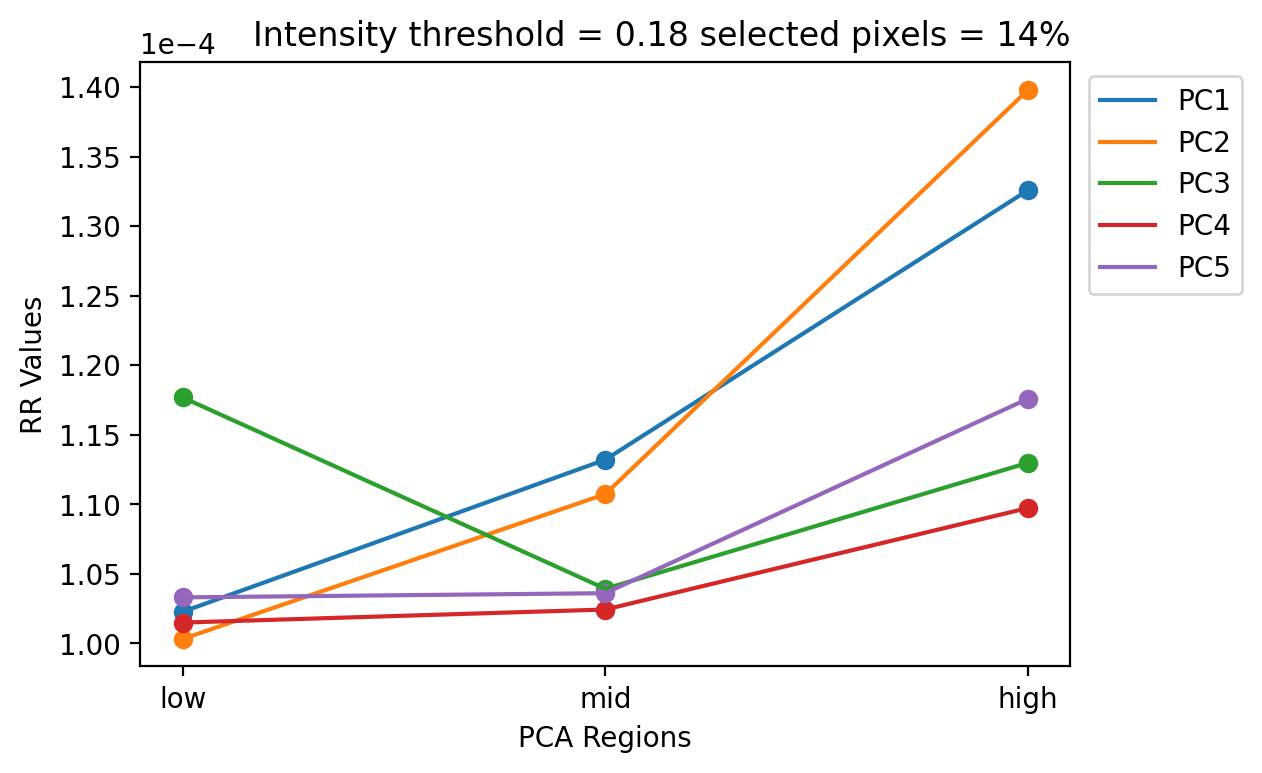 Intensity threshold = 0.18 selected pixels = 14%
1e−4
1.40
1.35
1.30
1.25
1.20
1.15
1.10
1.05
1.00
RR Values
low
mid
high
PCA Regions
PC1
PC2
PC3
PC4
PC5